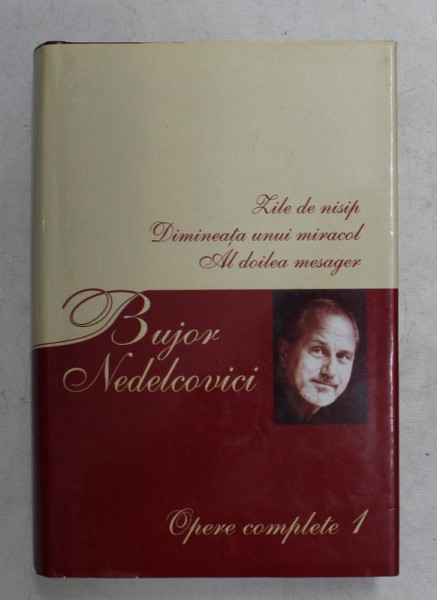 Zile de nisip
Dimineața unui miracol
Al doilea mesager
Bujor
Nedelcovici
Opere complete 1